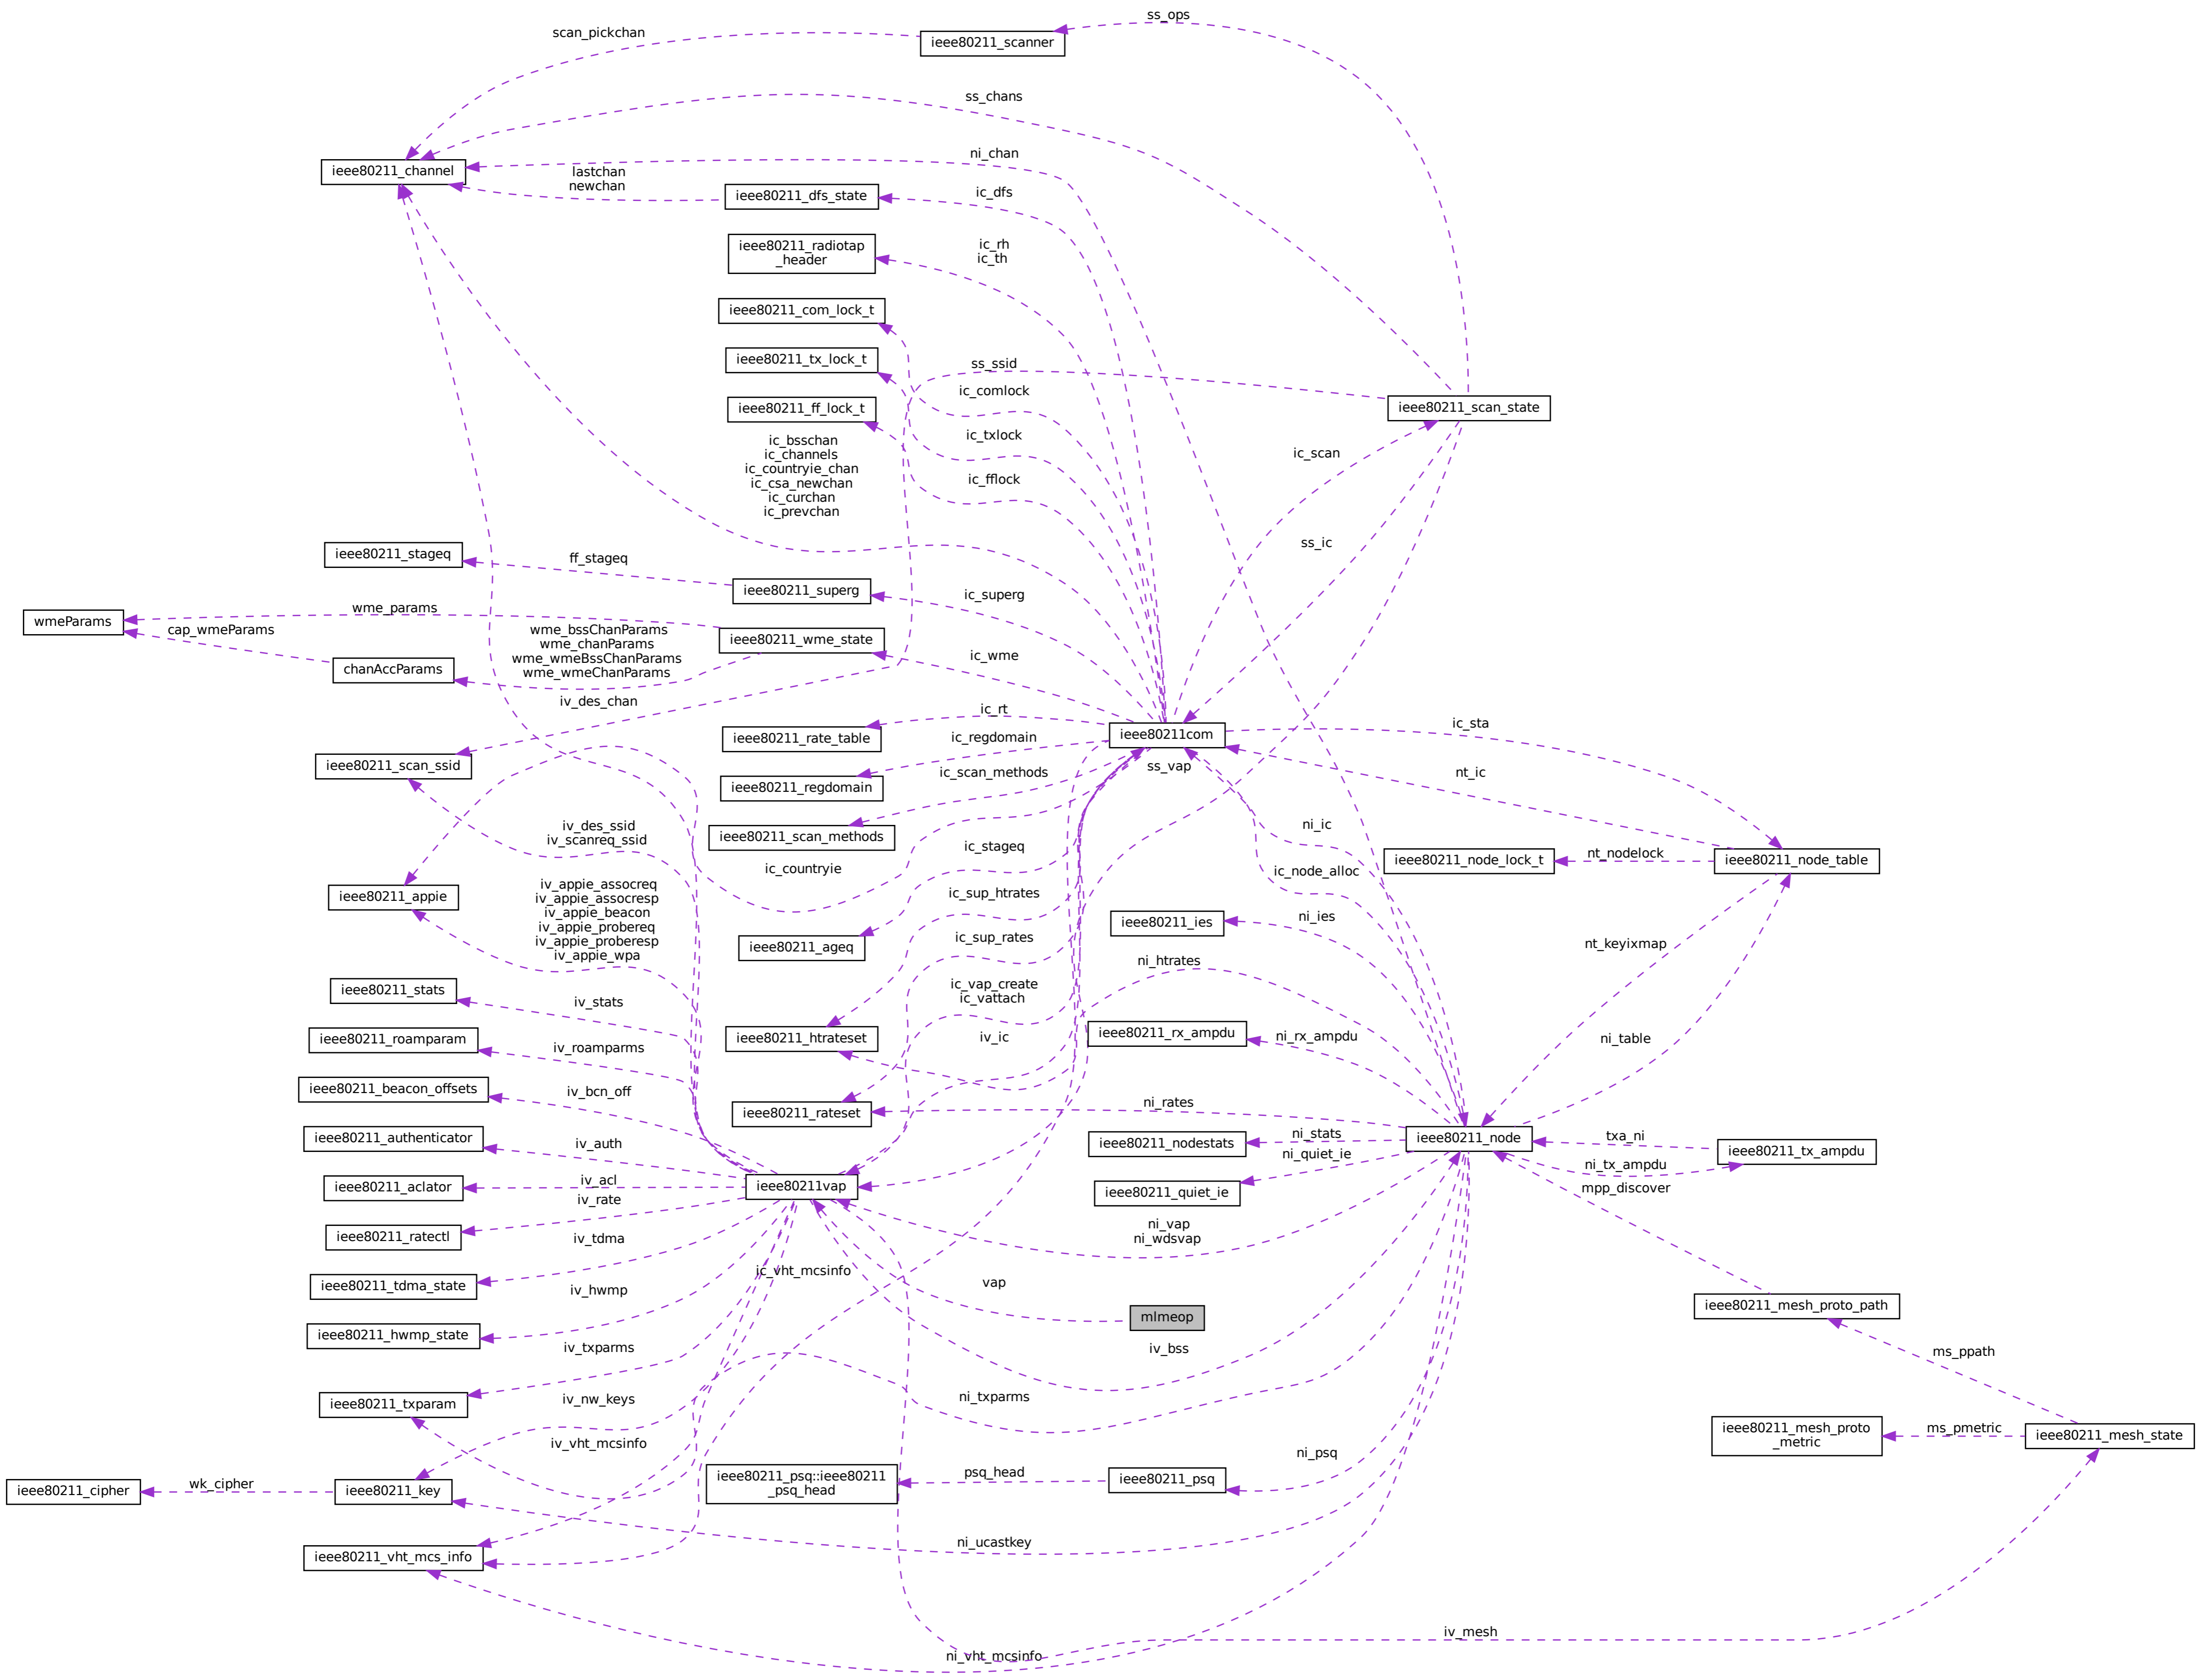 ss_ops
scan_pickchan
ieee80211_scanner
ss_chans
ni_chan
ieee80211_channel
lastchan
newchan
ieee80211_dfs_state
ic_dfs
ieee80211_radiotap
_header
ic_rh
ic_th
ieee80211_com_lock_t
ieee80211_tx_lock_t
ss_ssid
ic_comlock
ieee80211_ff_lock_t
ieee80211_scan_state
ic_txlock
ic_bsschan
ic_channels
ic_countryie_chan
ic_csa_newchan
ic_curchan
ic_prevchan
ic_scan
ic_fflock
ieee80211_stageq
ff_stageq
ss_ic
ieee80211_superg
ic_superg
wmeParams
wme_params
cap_wmeParams
wme_bssChanParams
wme_chanParams
wme_wmeBssChanParams
wme_wmeChanParams
ieee80211_wme_state
ic_wme
chanAccParams
iv_des_chan
ic_rt
ic_sta
ieee80211_rate_table
ieee80211com
ic_regdomain
ieee80211_scan_ssid
ss_vap
ic_scan_methods
nt_ic
ieee80211_regdomain
iv_des_ssid
iv_scanreq_ssid
ieee80211_scan_methods
ni_ic
ic_stageq
nt_nodelock
ieee80211_node_lock_t
ieee80211_node_table
ic_countryie
ic_node_alloc
ieee80211_appie
iv_appie_assocreq
iv_appie_assocresp
iv_appie_beacon
iv_appie_probereq
iv_appie_proberesp
iv_appie_wpa
ic_sup_htrates
ieee80211_ies
ni_ies
ieee80211_ageq
ic_sup_rates
nt_keyixmap
ni_htrates
ieee80211_stats
iv_stats
ic_vap_create
ic_vattach
ieee80211_roamparam
iv_roamparms
ieee80211_htrateset
iv_ic
ieee80211_rx_ampdu
ni_rx_ampdu
ni_table
ieee80211_beacon_offsets
iv_bcn_off
ieee80211_rateset
ni_rates
ieee80211_authenticator
iv_auth
ieee80211_nodestats
ni_stats
ni_quiet_ie
ieee80211_node
txa_ni
ieee80211_tx_ampdu
ni_tx_ampdu
ieee80211_aclator
iv_acl
iv_rate
ieee80211vap
ieee80211_quiet_ie
mpp_discover
ieee80211_ratectl
iv_tdma
ni_vap
ni_wdsvap
ieee80211_tdma_state
iv_hwmp
ic_vht_mcsinfo
vap
ieee80211_mesh_proto_path
mlmeop
ieee80211_hwmp_state
iv_txparms
iv_bss
ms_ppath
ieee80211_txparam
iv_nw_keys
ni_txparms
ieee80211_mesh_proto
_metric
ms_pmetric
ieee80211_mesh_state
iv_vht_mcsinfo
ni_psq
ieee80211_cipher
wk_cipher
ieee80211_key
ieee80211_psq::ieee80211
_psq_head
psq_head
ieee80211_psq
ni_ucastkey
ieee80211_vht_mcs_info
iv_mesh
ni_vht_mcsinfo